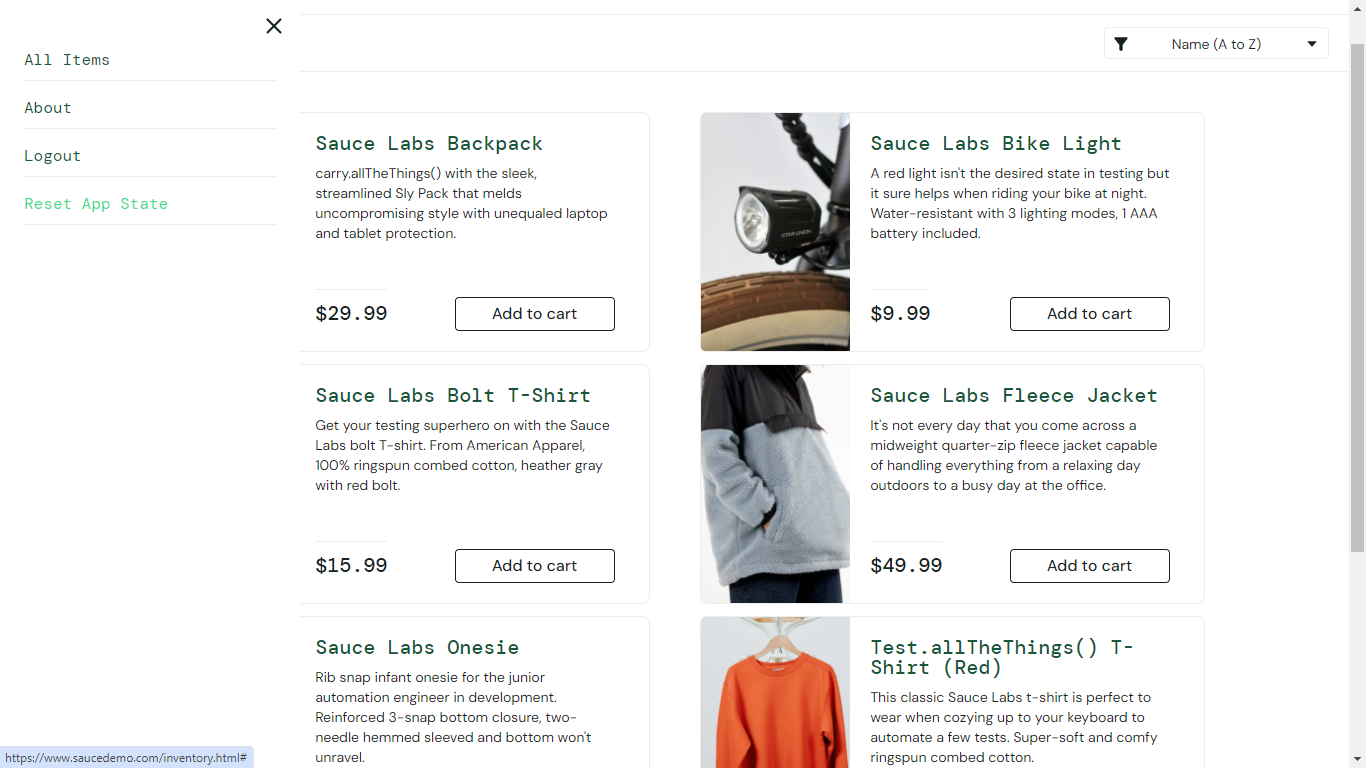 All Items
About
Logout
Reset App State
Name (A to Z)
Sauce Labs Backpack
carry.allTheThings() with the sleek,
streamlined Sly Pack that melds
uncompromising style with unequaled laptop
and tablet protection.
$29.99
Add to cart
Sauce Labs Bike Light
A red light isn't the desired state in testing but
it sure helps when riding your bike at night.
Water-resistant with 3 lighting modes, 1 AAA
battery included.
STAR UNION
$9.99
Add to cart
Sauce Labs Bolt T-Shirt
Get your testing superhero on with the Sauce
Labs bolt T-shirt. From American Apparel,
100% ringspun combed cotton, heather gray
with red bolt.
$15.99
Add to cart
Sauce Labs Fleece Jacket
It's not every day that you come across a
midweight quarter-zip fleece jacket capable
of handling everything from a relaxing day
outdoors to a busy day at the office.
$49.99
Add to cart
Sauce Labs Onesie
Rib snap infant onesie for the junior
automation engineer in development.
Reinforced 3-snap bottom closure, two-
needle hemmed sleeved and bottom won't
unravel.
Test.allTheThings() T-
Shirt (Red)
This classic Sauce Labs t-shirt is perfect to
wear when cozying up to your keyboard to
automate a few tests. Super-soft and comfy
ringspun combed cotton.
https://www.saucedemo.com/inventory.html#